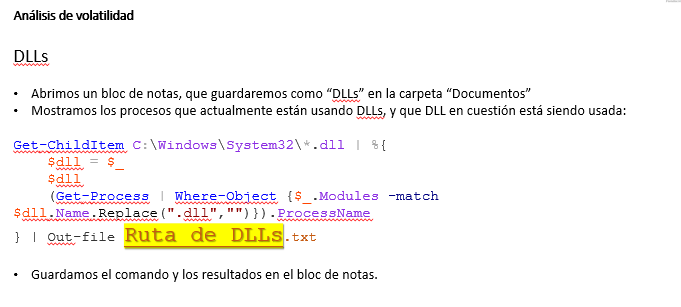 Análisis de volatilidad
DLLs
• Abrimos un bloc de notas, que guardaremos como “DLLs” en la carpeta “Documentos”
• Mostramos los procesos que actualmente están usando DLLs, y que DLL en cuestión está siendo usada:
Get-ChildItem C:\Windows\System32\*.dll | %{
$dll = $_
$dll
(Get-Process | Where-Object {$_.Modules –match
$dll.Name.Replace(".dll","")}).ProcessName
} | Out-file Ruta de DLLs.txt
• Guardamos el comando y los resultados en el bloc de notas.